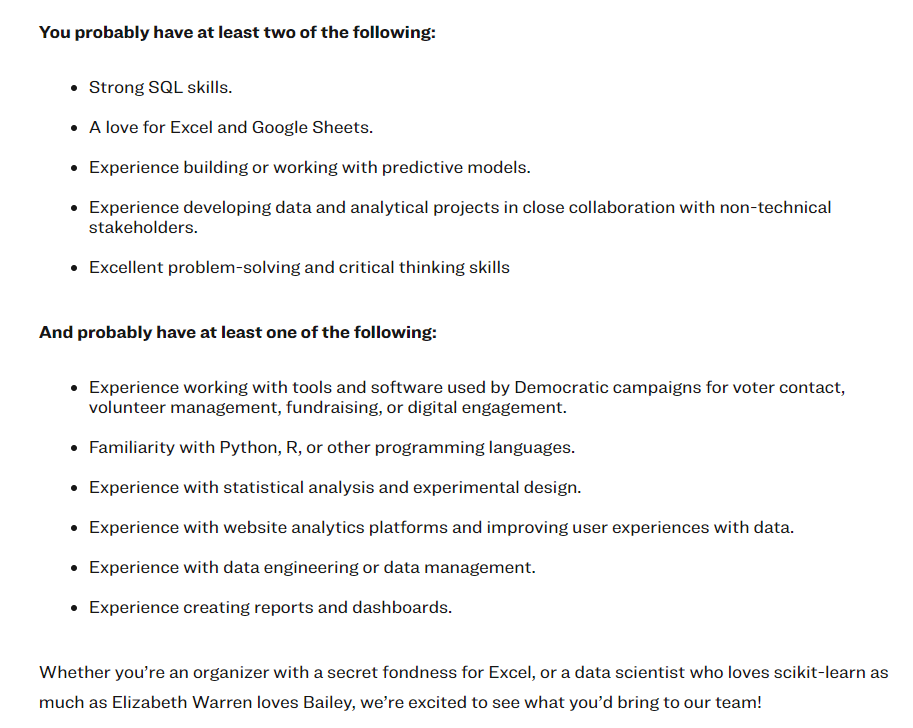 You probably have at least two of the following:
• Strong SQL skills.
• A love for Excel and Google Sheets.
• Experience building or working with predictive models.
• Experience developing data and analytical projects in close collaboration with non-technical
stakeholders.
• Excellent problem-solving and critical thinking skills
And probably have at least one of the following:
• Experience working with tools and software used by Democratic campaigns for voter contact,
volunteer management, fundraising, or digital engagement.
• Familiarity with Python, R, or other programming languages.
• Experience with statistical analysis and experimental design.
• Experience with website analytics platforms and improving user experiences with data.
• Experience with data engineering or data management.
• Experience creating reports and dashboards.
Whether you’re an organizer with a secret fondness for Excel, or a data scientist who loves scikit-learn as
much as Elizabeth Warren loves Bailey, we’re excited to see what you’d bring to our team!